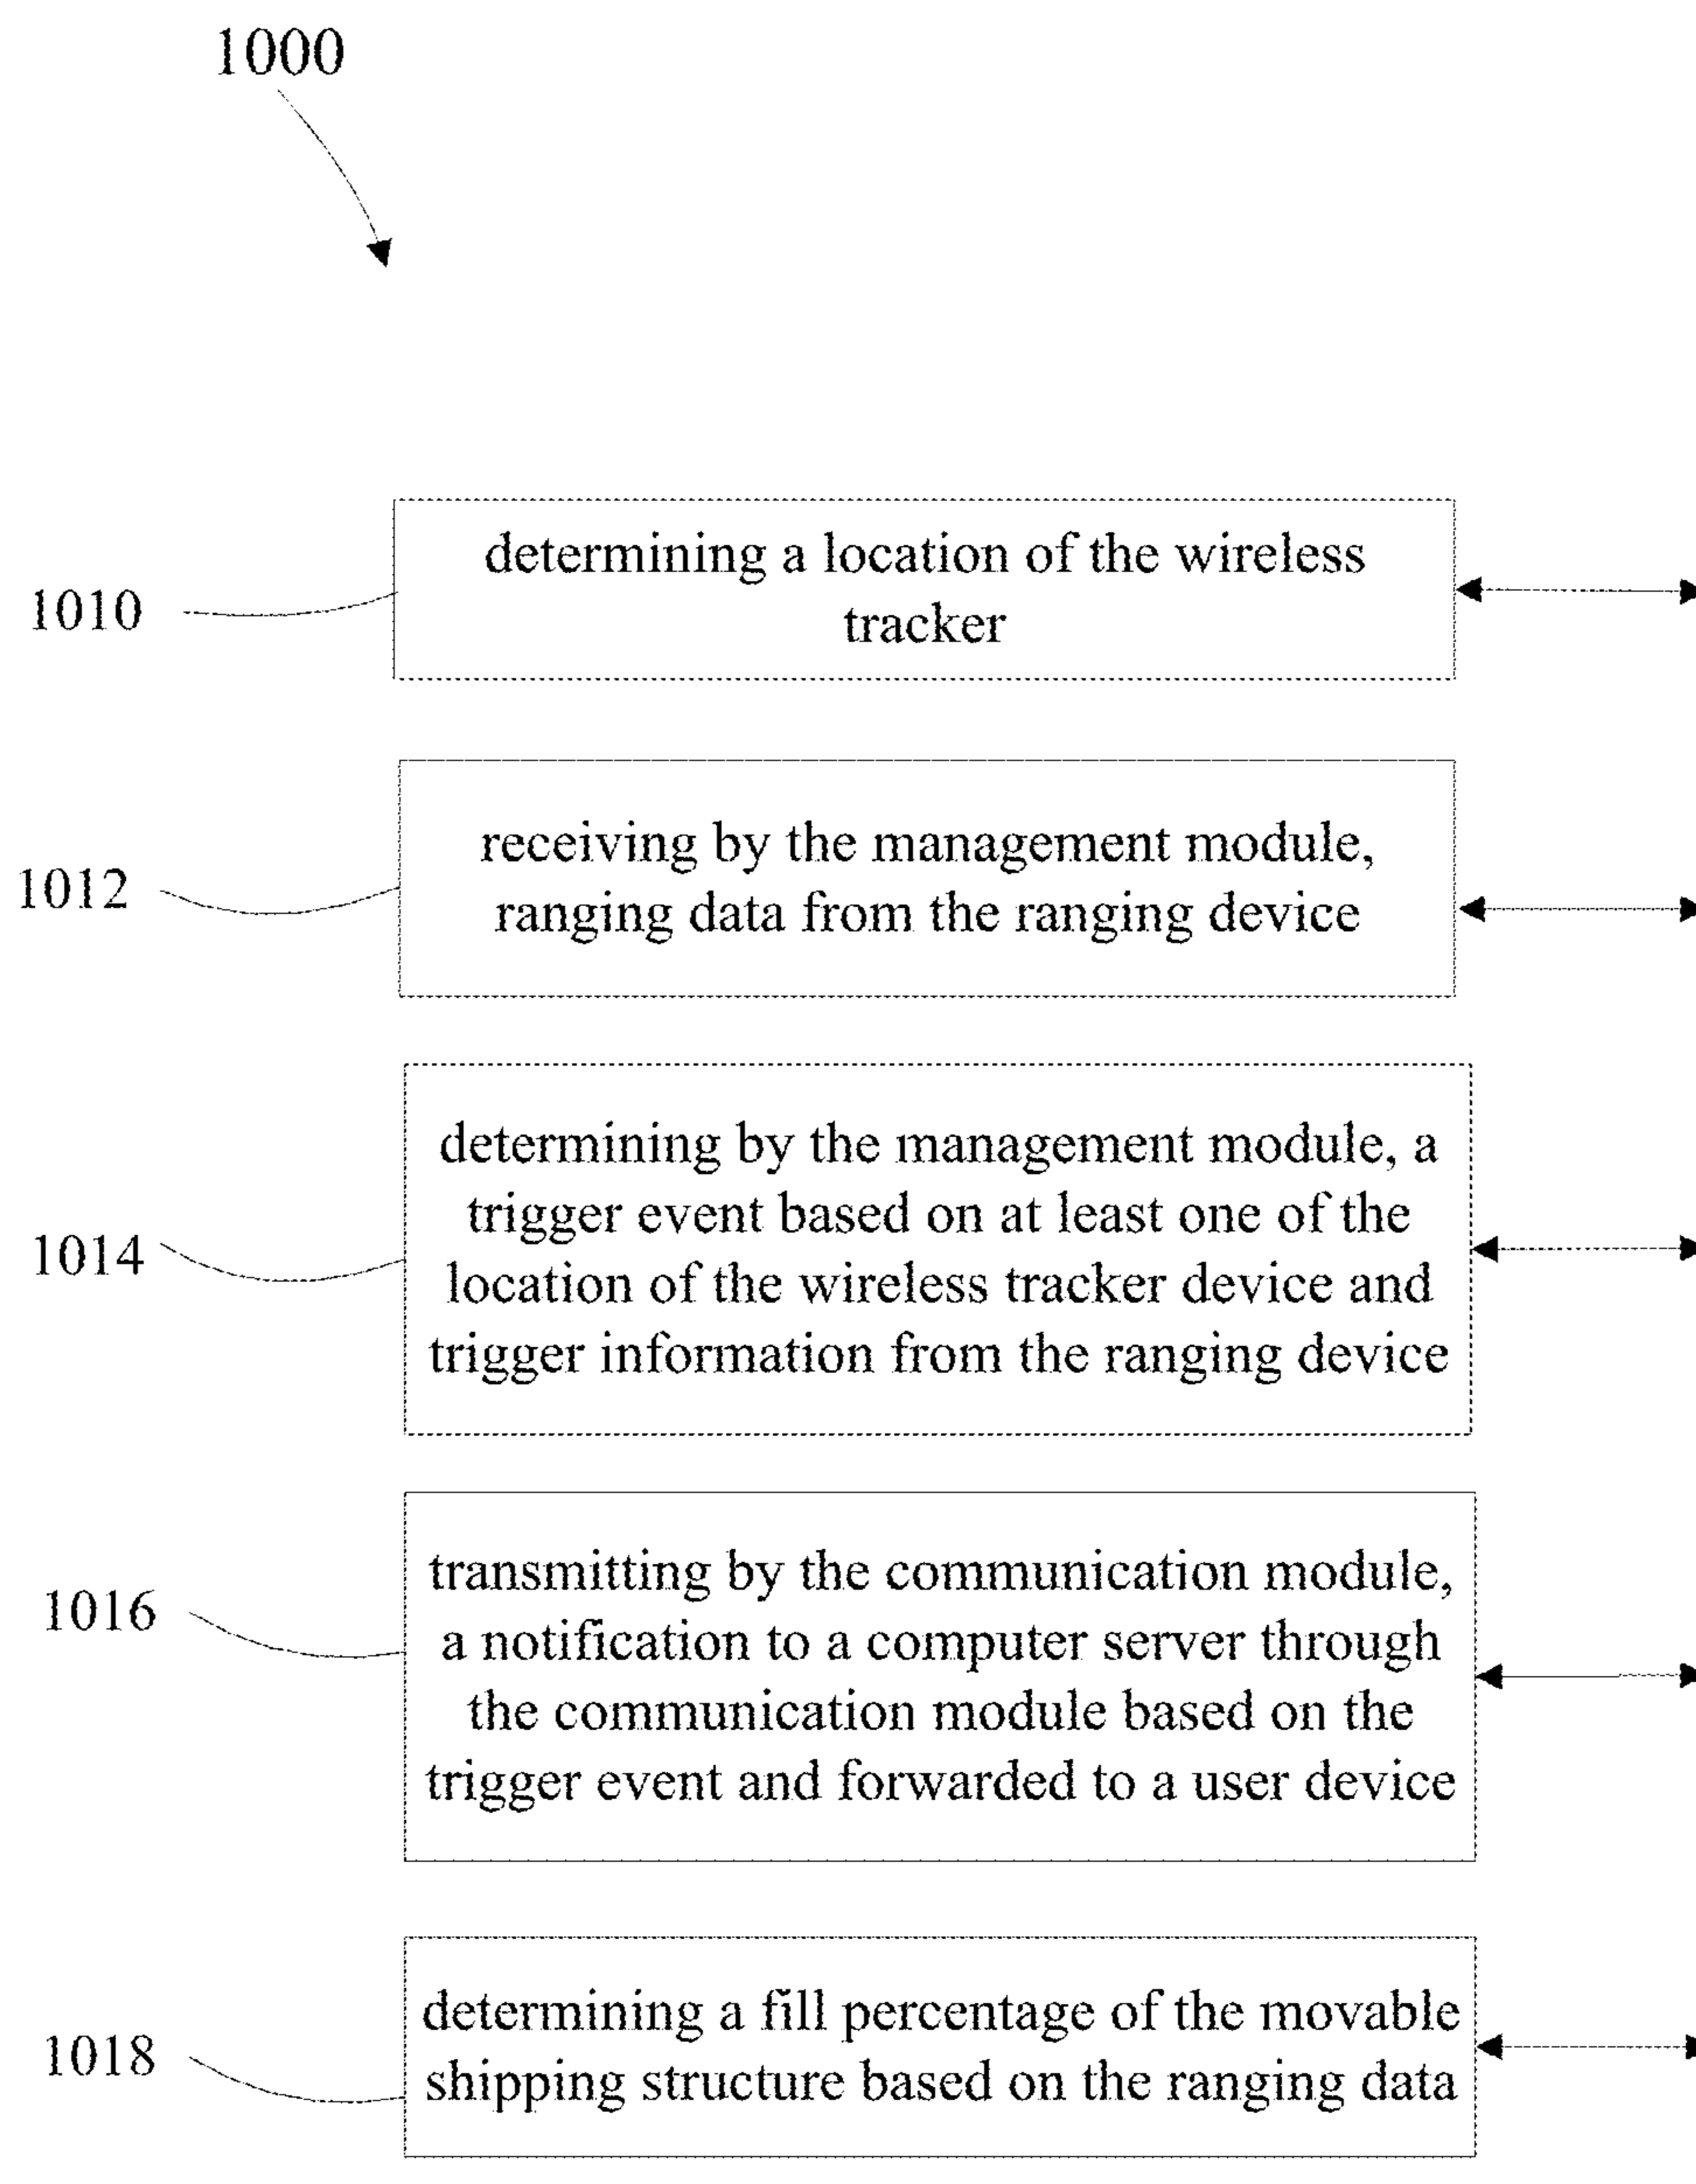 1000
determining a location of the wireless
tracker
1010
receiving by the management module,
ranging data from the ranging device
1012
determining by the management module, a
trigger event based on at least one of the
location of the wireless tracker device and
trigger information from the ranging device
1014
transmitting by the communication module,
a notification to a computer server through
the communication module based on the
trigger event and forwarded to a user device
1016
determining a fill percentage of the movable
shipping structure based on the ranging data
1018